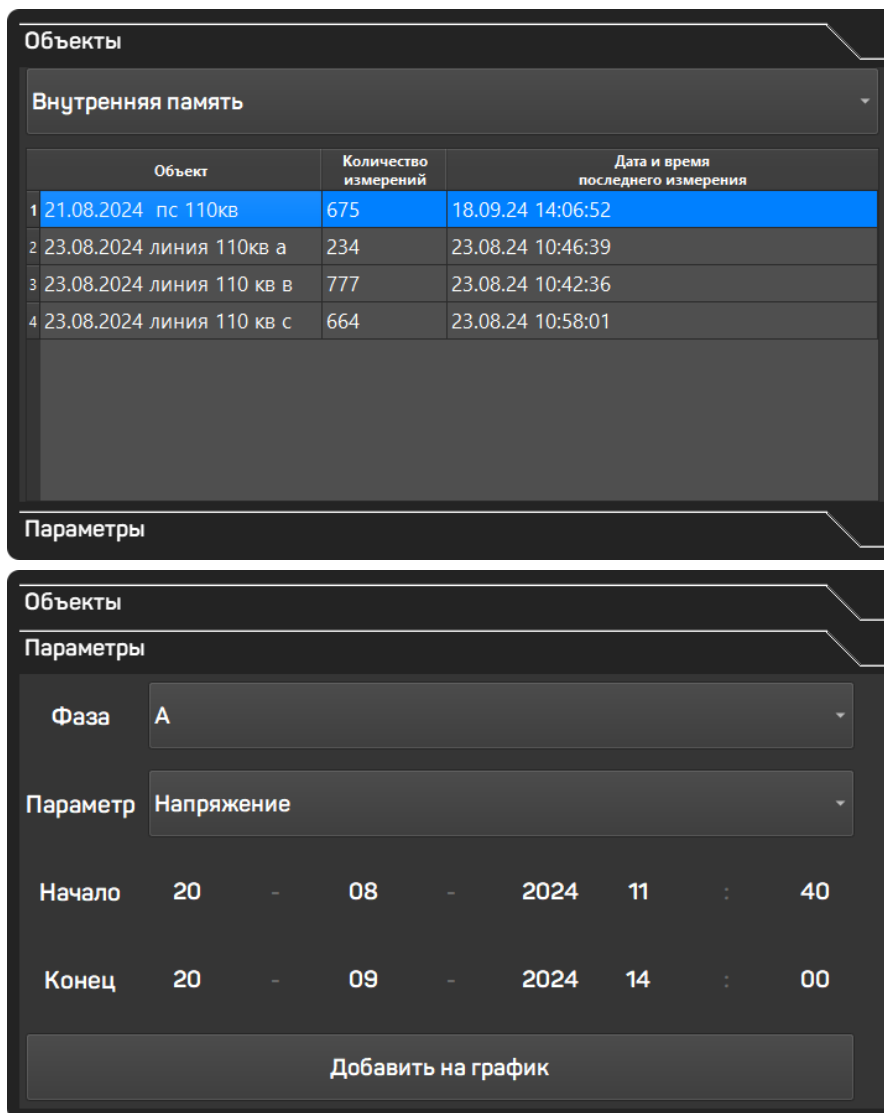 Объекты
Внутренняя память
Объект Количество измерений Дата и время последнего измерения
1 21.08.2024 пс 110кв 675 18.09.24 14:06:52
2 23.08.2024 линия 110кв а 234 23.08.24 10:46:39
3 23.08.2024 линия 110 кв в 777 23.08.24 10:42:36
4 23.08.2024 линия 110 кв с 664 23.08.24 10:58:01
Параметры
Объекты
Параметры
Фаза А
Параметр Напряжение
Начало 20 - 08 - 2024 11 : 40
Конец 20 - 09 - 2024 14 : 00
Добавить на график